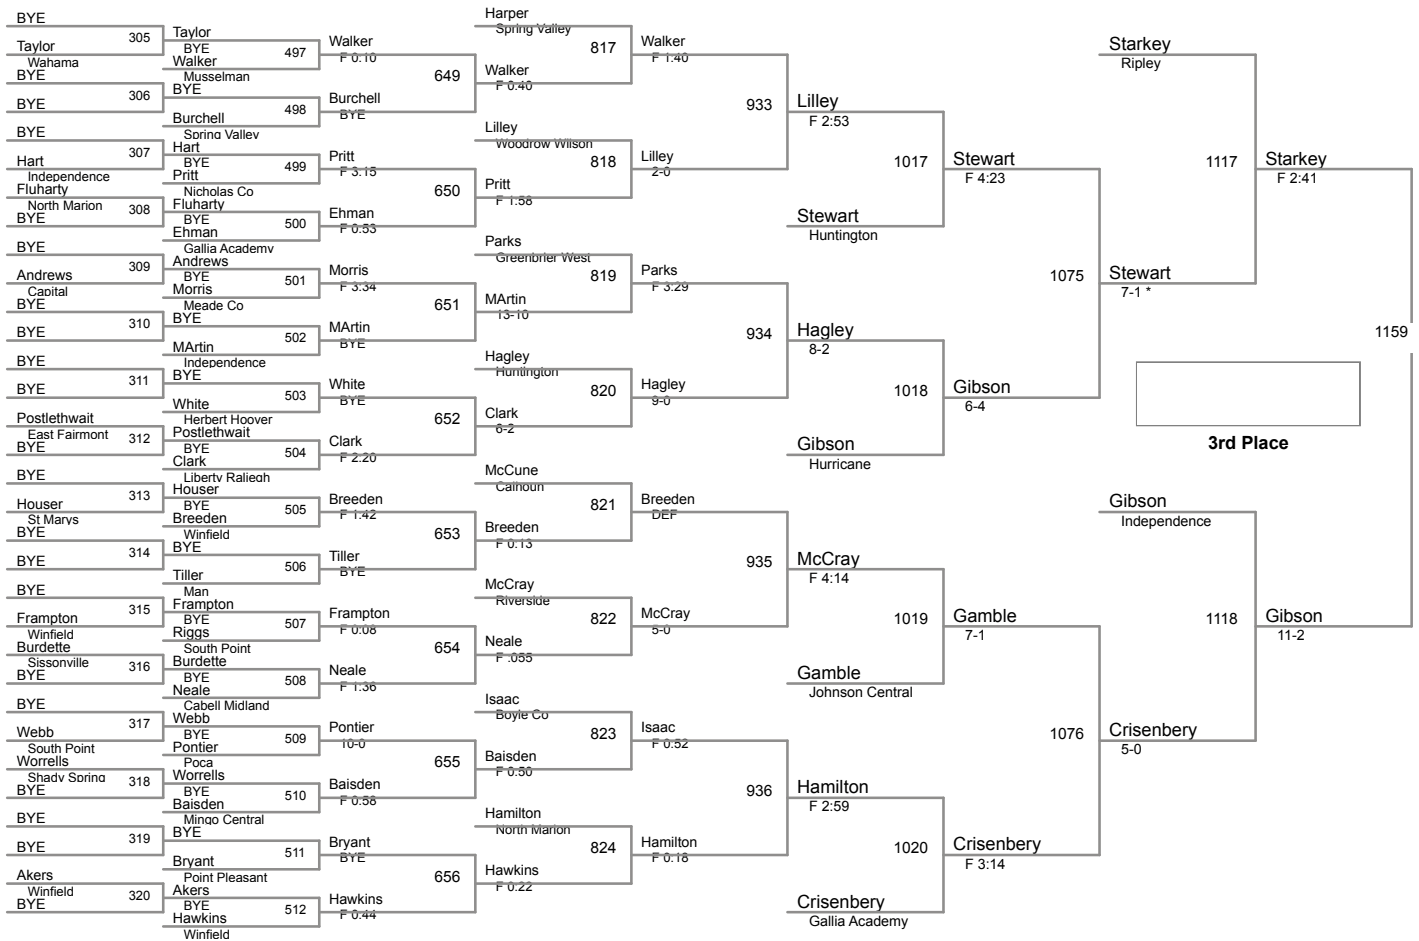 BYE
305
Taylor
Wahama
BYE
306
BYE
BYE
307
Hart
Independence
Fluharty
North Marion
308
BYE
BYE
309
Andrews
Capital
BYE
310
BYE
BYE
311
BYE
Postlethwait
East Fairmont
312
BYE
BYE
313
Houser
St Marys
BYE
314
BYE
BYE
315
Frampton
Winfield
Burdette
Sissonville
316
BYE
BYE
317
Webb
South Point
Worrells
Shady Spring
318
BYE
BYE
319
BYE
Akers
Winfield
320
BYE
Taylor
BYE
497
Walker
Musselman
BYE
498
Burchell
Spring Valley
Hart
BYE
499
Pritt
Nicholas Co
Fluharty
BYE
500
Ehman
Gallia Academy
Andrews
BYE
501
Morris
Meade Co
BYE
502
MArtin
Independence
BYE
503
White
Herbert Hoover
Postlethwait
BYE
504
Clark
Liberty Raliegh
Houser
BYE
505
Breeden
Winfield
BYE
506
Tiller
Man
Frampton
BYE
507
Riggs
South Point
Burdette
BYE
508
Neale
Cabell Midland
Webb
BYE
509
Pontier
Poca
Worrells
BYE
510
Baisden
Mingo Central
BYE
511
Bryant
Point Pleasant
Akers
BYE
512
Hawkins
Winfield
Walker
F 0:10
649
Burchell
BYE
Pritt
F 3:15
650
Ehman
F 0:53
Morris
F 3:34
651
MArtin
BYE
White
BYE
652
Clark
F 2:20
Breeden
F 1:42
653
Tiller
BYE
Frampton
F 0:08
654
Neale
F 1:36
Pontier
10-0
655
Baisden
F 0:58
Bryant
BYE
656
Hawkins
F 0:44
Harper
Spring Valley
817
Walker
F 0:40
Lilley
Woodrow Wilson
818
Pritt
F 1:58
Parks
Greenbrier West
819
MArtin
13-10
Hagley
Huntington
820
Clark
6-2
McCune
Calhoun
821
Breeden
F 0:13
McCray
Riverside
822
Neale
F .055
Isaac
Boyle Co
823
Baisden
F 0:50
Hamilton
North Marion
824
Hawkins
F 0:22
Walker
F 1:40
933
Lilley
2-0
Parks
F 3:29
934
Hagley
9-0
Breeden
DEF
935
McCray
5-0
Isaac
F 0:52
936
Hamilton
F 0:18
Lilley
F 2:53
1017
Stewart
Huntington
Hagley
8-2
1018
Gibson
Hurricane
McCray
F 4:14
1019
Gamble
Johnson Central
Hamilton
F 2:59
1020
Crisenbery
Gallia Academy
Stewart
F 4:23
1075
Gibson
6-4
Gamble
7-1
1076
Crisenbery
F 3:14
Starkey
Ripley
1117
Stewart
7-1 *
Gibson
Independence
1118
Crisenbery
5-0
Starkey
F 2:41
1159
Gibson
11-2
3rd Place